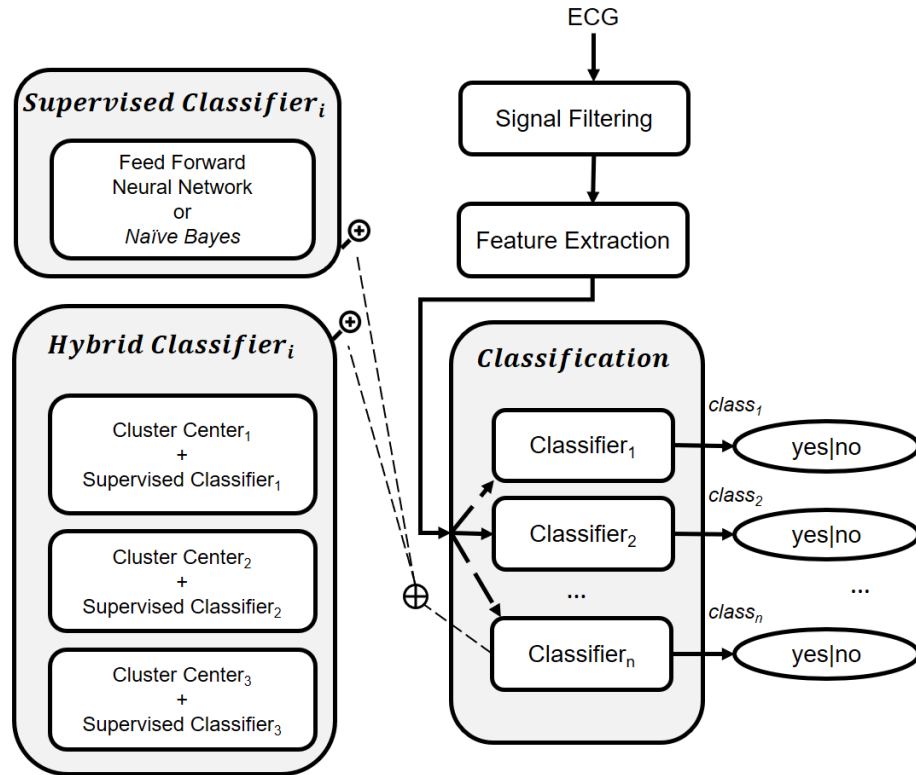 ECG
Signal Filtering
Feature Extraction
Supervised Classifierᵢ
Feed Forward
Neural Network
or
Naïve Bayes
Hybrid Classifierᵢ
Cluster Center₁
+
Supervised Classifier₁
Cluster Center₂
+
Supervised Classifier₂
Cluster Center₃
+
Supervised Classifier₃
Classification
Classifier₁
class₁
yes|no
Classifier₂
class₂
yes|no
...
...
Classifierₙ
classₙ
yes|no